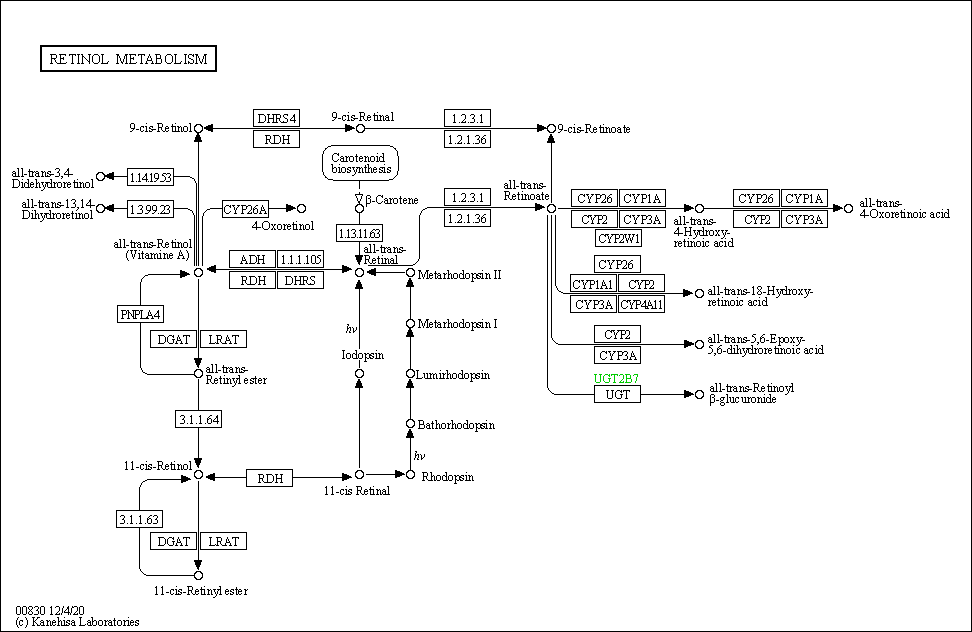 RETINOL METABOLISM
9-cis-Retinol
DHRS4
RDH
9-cis-Retinal
1.2.3.1
1.2.1.36
9-cis-Retinoate
Carotenoid
biosynthesis
all-trans-3,4-
Didehydroretinol
1.14.19.53
all-trans-13,14-
Dihydroretinol
1.3.99.23
CYP26A
4-Oxoretinol
β-Carotene
1.13.11.63
1.2.3.1
1.2.1.36
all-trans-
Retinoate
CYP26
CYP1A
CYP2
CYP3A
CYP2W1
all-trans-
4-Hydroxy-
retinoic acid
CYP26
CYP1A
CYP2
CYP3A
all-trans-
4-Oxoretinoic acid
all-trans-Retinol
(Vitamine A)
ADH
1.1.1.105
RDH
DHRS
all-trans-
Retinal
Metarhodopsin II
CYP26
CYP1A1
CYP2
CYP3A
CYP4A11
all-trans-18-Hydroxy-
retinoic acid
PNPLA4
DGAT
LRAT
hν
Iodopsin
Metarhodopsin I
CYP2
CYP3A
all-trans-5,6-Epoxy-
5,6-dihydroretinoic acid
all-trans-
Retinyl ester
Lumirhodopsin
UGT2B7
UGT
all-trans-Retinoyl
β-glucuronide
3.1.1.64
Bathorhodopsin
hν
11-cis-Retinol
RDH
11-cis Retinal
Rhodopsin
3.1.1.63
DGAT
LRAT
11-cis-Retinyl ester
00830 12/4/20
(c) Kanehisa Laboratories